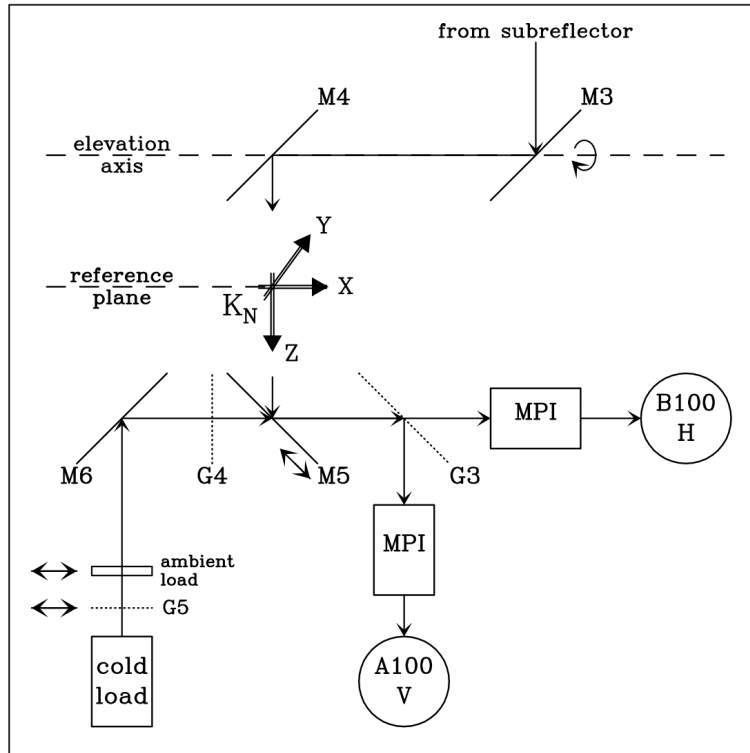 from subreflector
M4
M3
elevation
axis
Y
reference
plane
K_N
X
Z
MPI
B100
H
M6
G4
M5
G3
MPI
ambient
load
G5
cold
load
A100
V